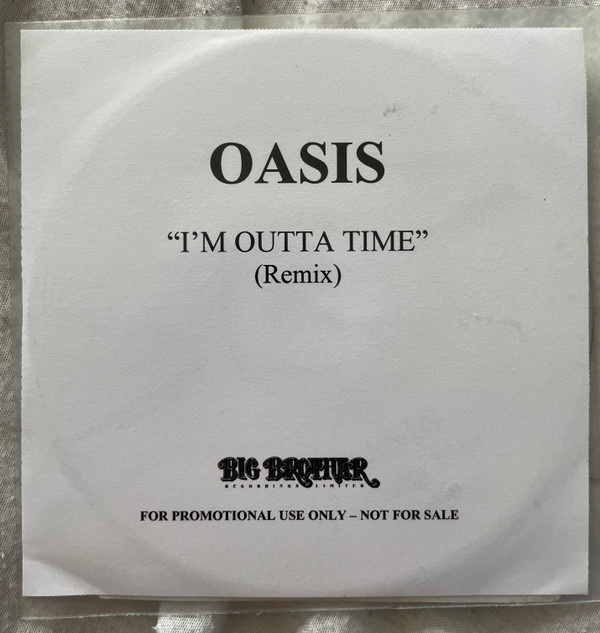 OASIS
“I’M OUTTA TIME”
(Remix)
BIG BROTHER
RECORDINGS LIMITED
FOR PROMOTIONAL USE ONLY – NOT FOR SALE